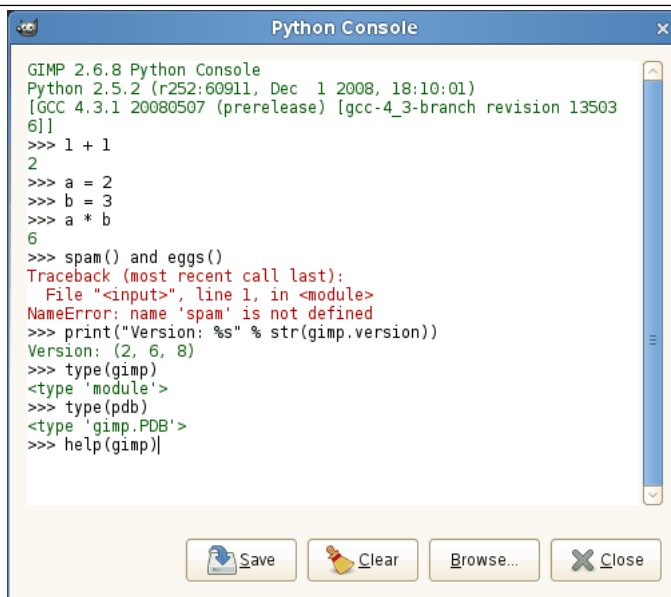 Python Console
GIMP 2.6.8 Python Console
Python 2.5.2 (r252:60911, Dec  1 2008, 18:10:01)
[GCC 4.3.1 20080507 (prerelease) [gcc-4_3-branch revision 13503
6]]
>>> 1 + 1
2
>>> a = 2
>>> b = 3
>>> a * b
6
>>> spam() and eggs()
Traceback (most recent call last):
  File "<input>", line 1, in <module>
NameError: name 'spam' is not defined
>>> print("Version: %s" % str(gimp.version))
Version: (2, 6, 8)
>>> type(gimp)
<type 'module'>
>>> type(pdb)
<type 'gimp.PDB'>
>>> help(gimp)
Save Clear Browse... Close